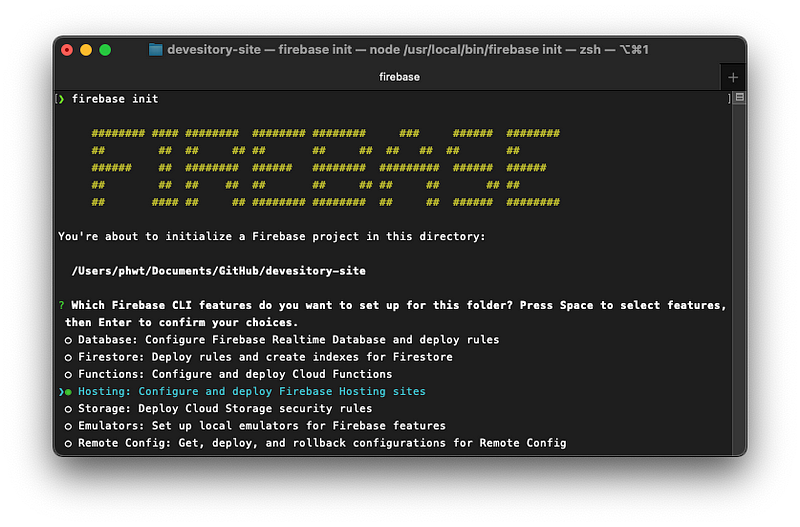 devesitory-site — firebase init — node /usr/local/bin/firebase init — zsh — ⌥⌘1
firebase
+
[❯ firebase init ]
######## #### ########  ######## ########     ###     ######  ########
##        ##  ##     ## ##       ##     ##  ##   ##  ##       ##
######    ##  ########  ######   ########  #########  ######  ######
##        ##  ##    ##  ##       ##     ## ##     ##       ## ##
##       #### ##     ## ######## ########  ##     ##  ######  ########
You're about to initialize a Firebase project in this directory:
/Users/phwt/Documents/GitHub/devesitory-site
? Which Firebase CLI features do you want to set up for this folder? Press Space to select features,
then Enter to confirm your choices.
◯ Database: Configure Firebase Realtime Database and deploy rules
◯ Firestore: Deploy rules and create indexes for Firestore
◯ Functions: Configure and deploy Cloud Functions
❯◉ Hosting: Configure and deploy Firebase Hosting sites
◯ Storage: Deploy Cloud Storage security rules
◯ Emulators: Set up local emulators for Firebase features
◯ Remote Config: Get, deploy, and rollback configurations for Remote Config